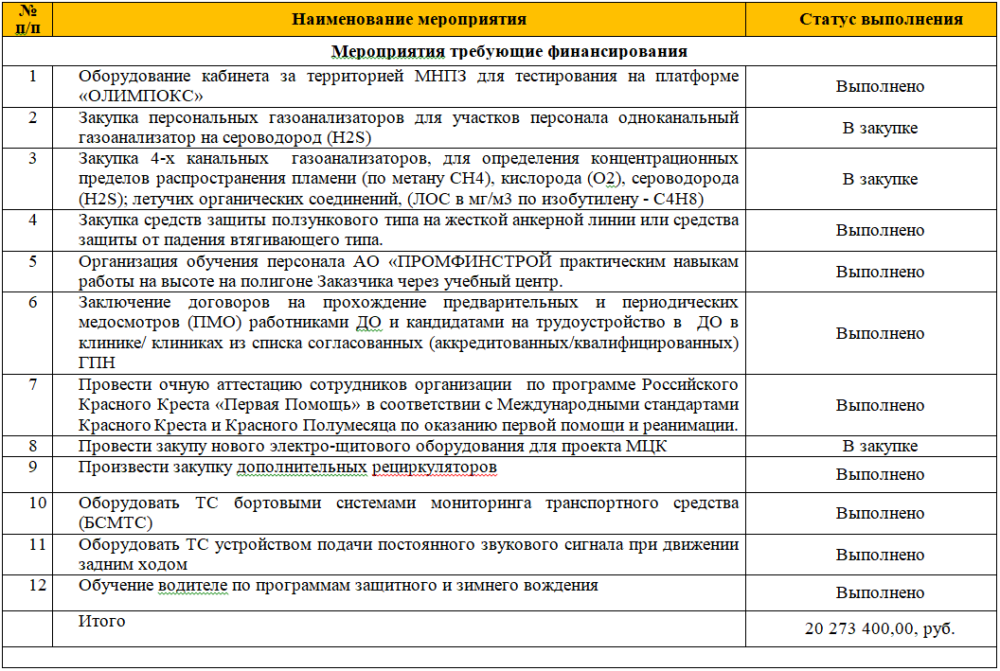 №
п/п
Наименование мероприятия
Статус выполнения
Мероприятия требующие финансирования
1
Оборудование кабинета за территорией МНПЗ для тестирования на платформе
«ОЛИМПОКС»
Выполнено
2
Закупка персональных газоанализаторов для участков персонала одноканальный
газоанализатор на сероводород (H2S)
В закупке
3
Закупка 4-х канальных газоанализаторов, для определения концентрационных
пределов распространения пламени (по метану СН4), кислорода (О2), сероводорода
(H2S); летучих органических соединений, (ЛОС в мг/м3 по изобутилену - С4Н8)
В закупке
4
Закупка средств защиты ползункового типа на жесткой анкерной линии или средства
защиты от падения втягивающего типа.
Выполнено
5
Организация обучения персонала АО «ПРОМФИНСТРОЙ практическим навыкам
работы на высоте на полигоне Заказчика через учебный центр.
Выполнено
6
Заключение договоров на прохождение предварительных и периодических
медосмотров (ПМО) работниками ДО и кандидатами на трудоустройство в ДО в
клинике/ клиниках из списка согласованных (аккредитованных/квалифицированных)
ГПН
Выполнено
7
Провести очную аттестацию сотрудников организации по программе Российского
Красного Креста «Первая Помощь» в соответствии с Международными стандартами
Красного Креста и Красного Полумесяца по оказанию первой помощи и реанимации.
Выполнено
8
Провести закупу нового электро-щитового оборудования для проекта МЦК
В закупке
9
Произвести закупку дополнительных рециркуляторов
Выполнено
10
Оборудовать ТС бортовыми системами мониторинга транспортного средства
(БСМТС)
Выполнено
11
Оборудовать ТС устройством подачи постоянного звукового сигнала при движении
задним ходом
Выполнено
12
Обучение водителе по программам защитного и зимнего вождения
Выполнено
Итого
20 273 400,00, руб.